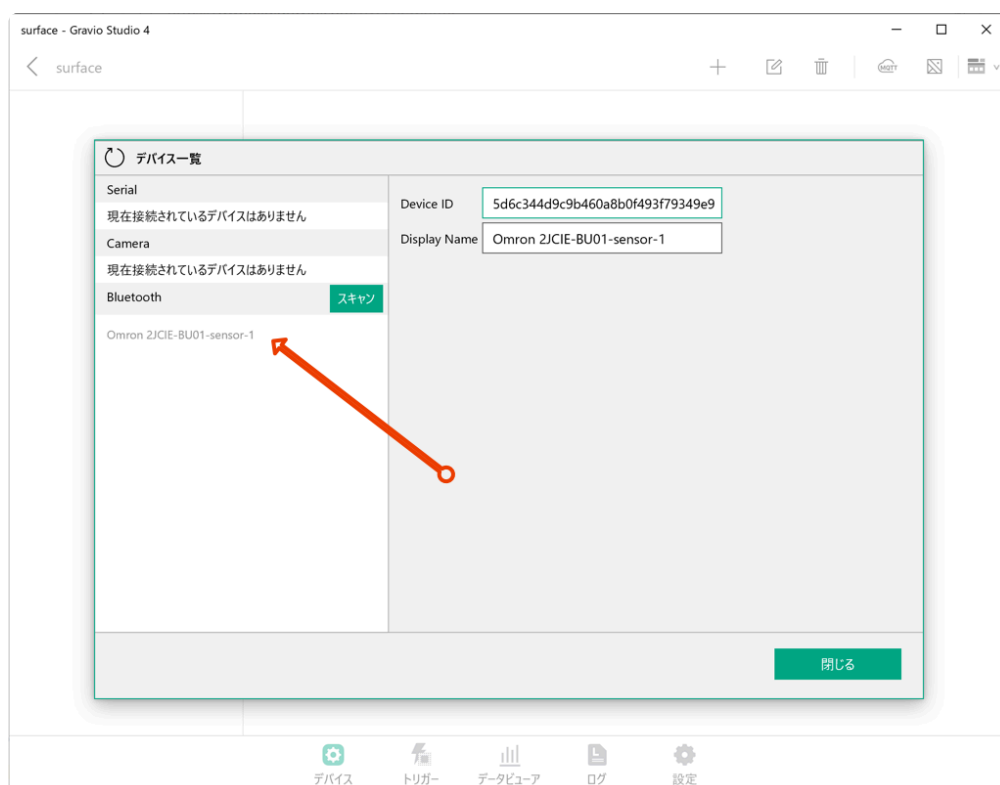 surface - Gravio Studio 4
surface
MQTT
デバイス一覧
Serial
現在接続されているデバイスはありません
Camera
現在接続されているデバイスはありません
Bluetooth
スキャン
Omron 2JCIE-BU01-sensor-1
Device ID
5d6c344d9c9b460a8b0f493f79349e9
Display Name
Omron 2JCIE-BU01-sensor-1
閉じる
デバイス
トリガー
データビューア
ログ
設定